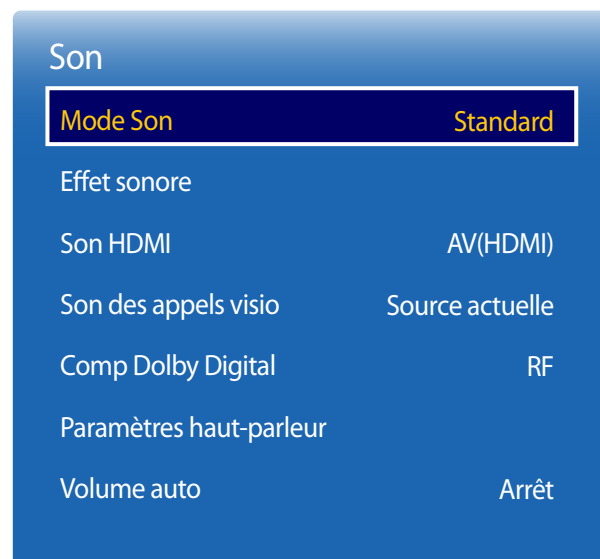 Son
Mode Son Standard
Effet sonore
Son HDMI AV(HDMI)
Son des appels visio Source actuelle
Comp Dolby Digital RF
Paramètres haut-parleur
Volume auto Arrêt